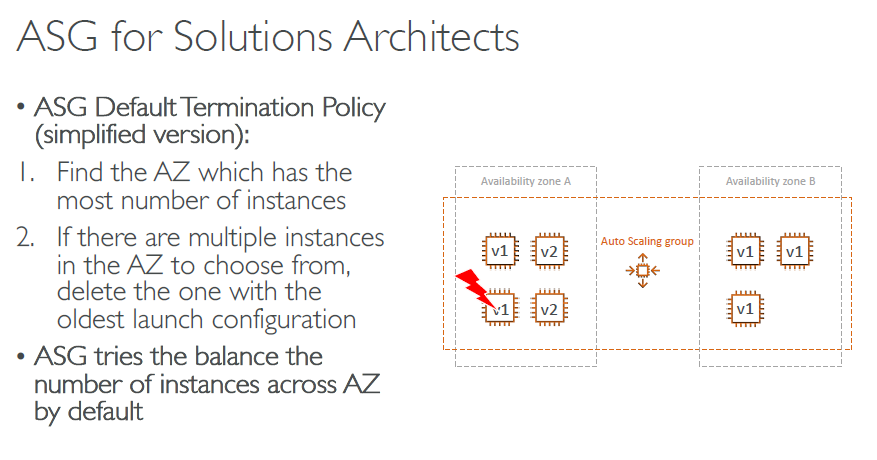 ASG for Solutions Architects
• ASG Default Termination Policy
(simplified version):
1. Find the AZ which has the
most number of instances
2. If there are multiple instances
in the AZ to choose from,
delete the one with the
oldest launch configuration
• ASG tries the balance the
number of instances across AZ
by default
Availability zone A
Availability zone B
v1 v2
Auto Scaling group
v1 v1
v1 v2
v1